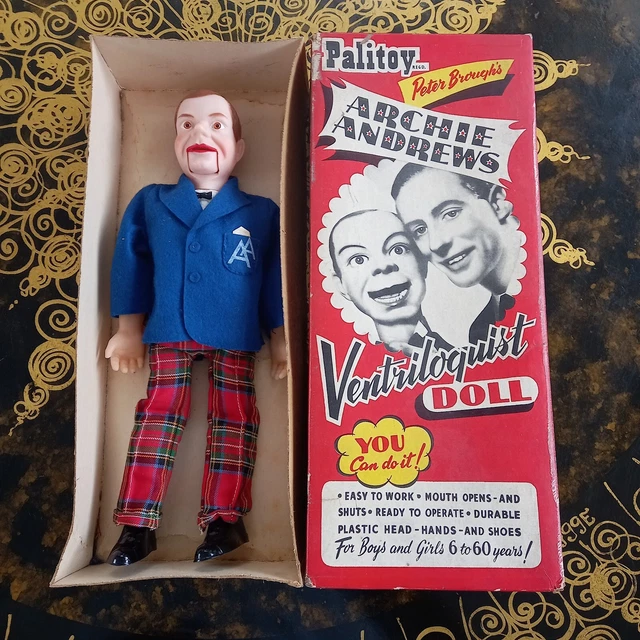 AA
Palitoy REGD.
Peter Brough's
ARCHIE
ANDREWS
Ventriloquist
DOLL
YOU
Can do it!
• EASY TO WORK • MOUTH OPENS-AND
SHUTS • READY TO OPERATE • DURABLE
PLASTIC HEAD-HANDS-AND SHOES
For Boys and Girls 6 to 60 years!